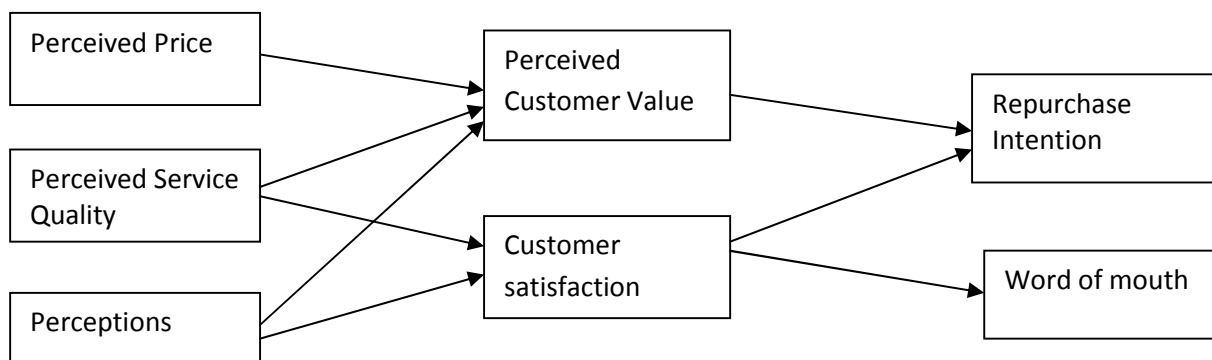 Perceived Price
Perceived Service
Quality
Perceptions
Perceived
Customer Value
Customer
satisfaction
Repurchase
Intention
Word of mouth